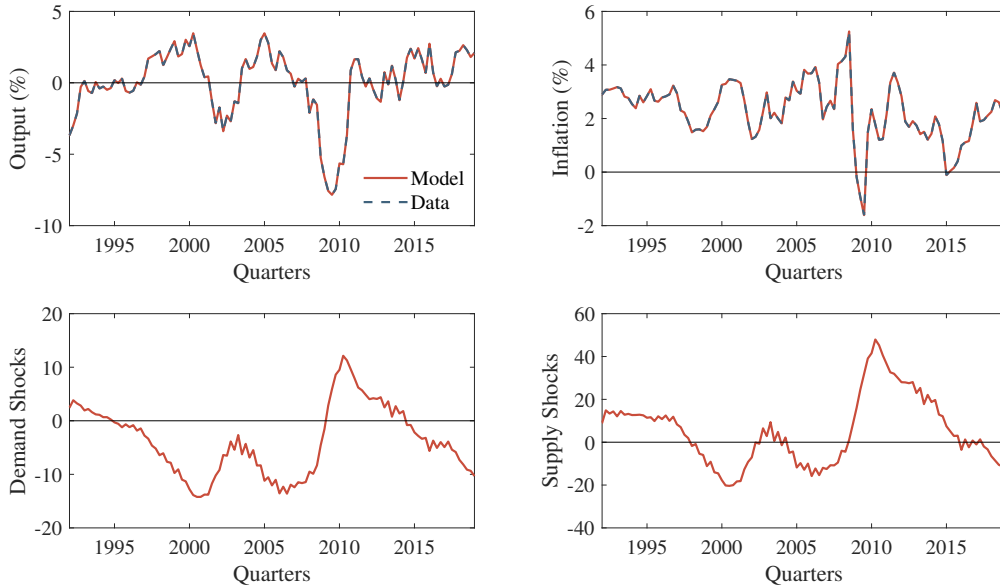 Output (%)
5
0
-5
-10
1995 2000 2005 2010 2015
Quarters
Model
Data
Inflation (%)
6
4
2
0
-2
1995 2000 2005 2010 2015
Quarters
Demand Shocks
20
10
0
-10
-20
1995 2000 2005 2010 2015
Quarters
Supply Shocks
60
40
20
0
-20
-40
1995 2000 2005 2010 2015
Quarters